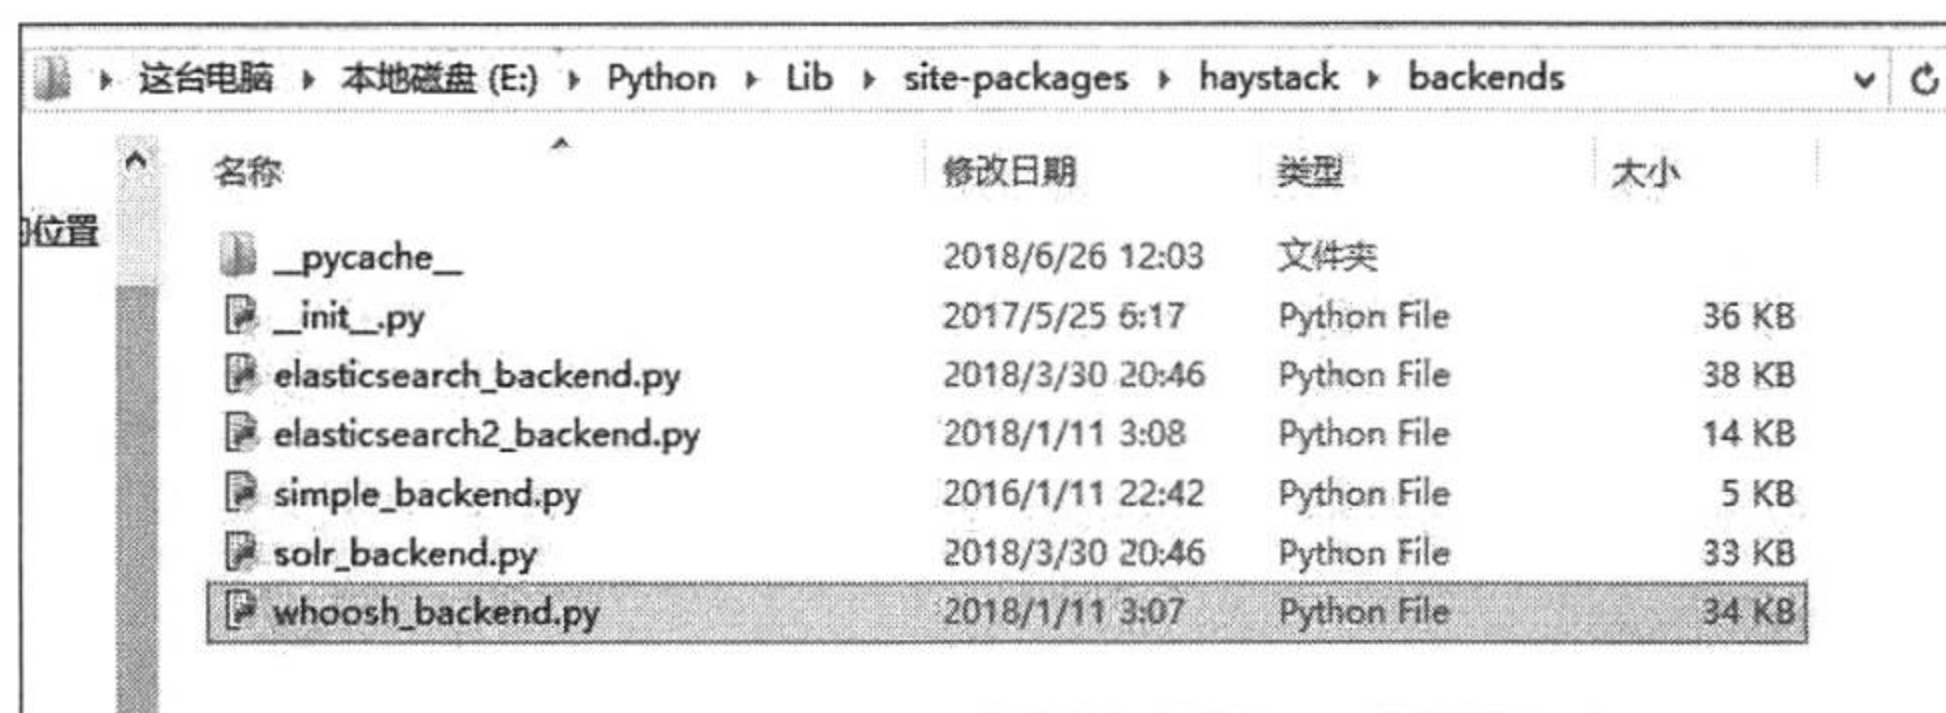 这台电脑 本地磁盘 (E:) Python Lib site-packages haystack backends
名称 修改日期 类型 大小
的位置
__pycache__ 2018/6/26 12:03 文件夹
__init__.py 2017/5/25 6:17 Python File 36 KB
elasticsearch_backend.py 2018/3/30 20:46 Python File 38 KB
elasticsearch2_backend.py 2018/1/11 3:08 Python File 14 KB
simple_backend.py 2016/1/11 22:42 Python File 5 KB
solr_backend.py 2018/3/30 20:46 Python File 33 KB
whoosh_backend.py 2018/1/11 3:07 Python File 34 KB